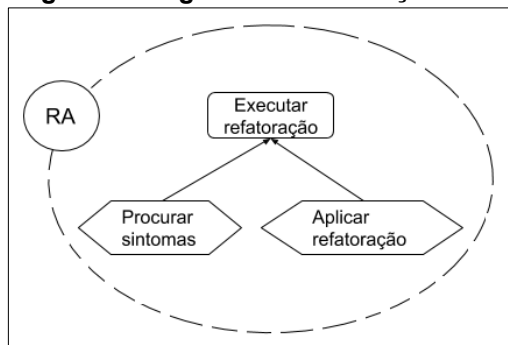 RA
Executar
refatoração
Procurar
sintomas
Aplicar
refatoração